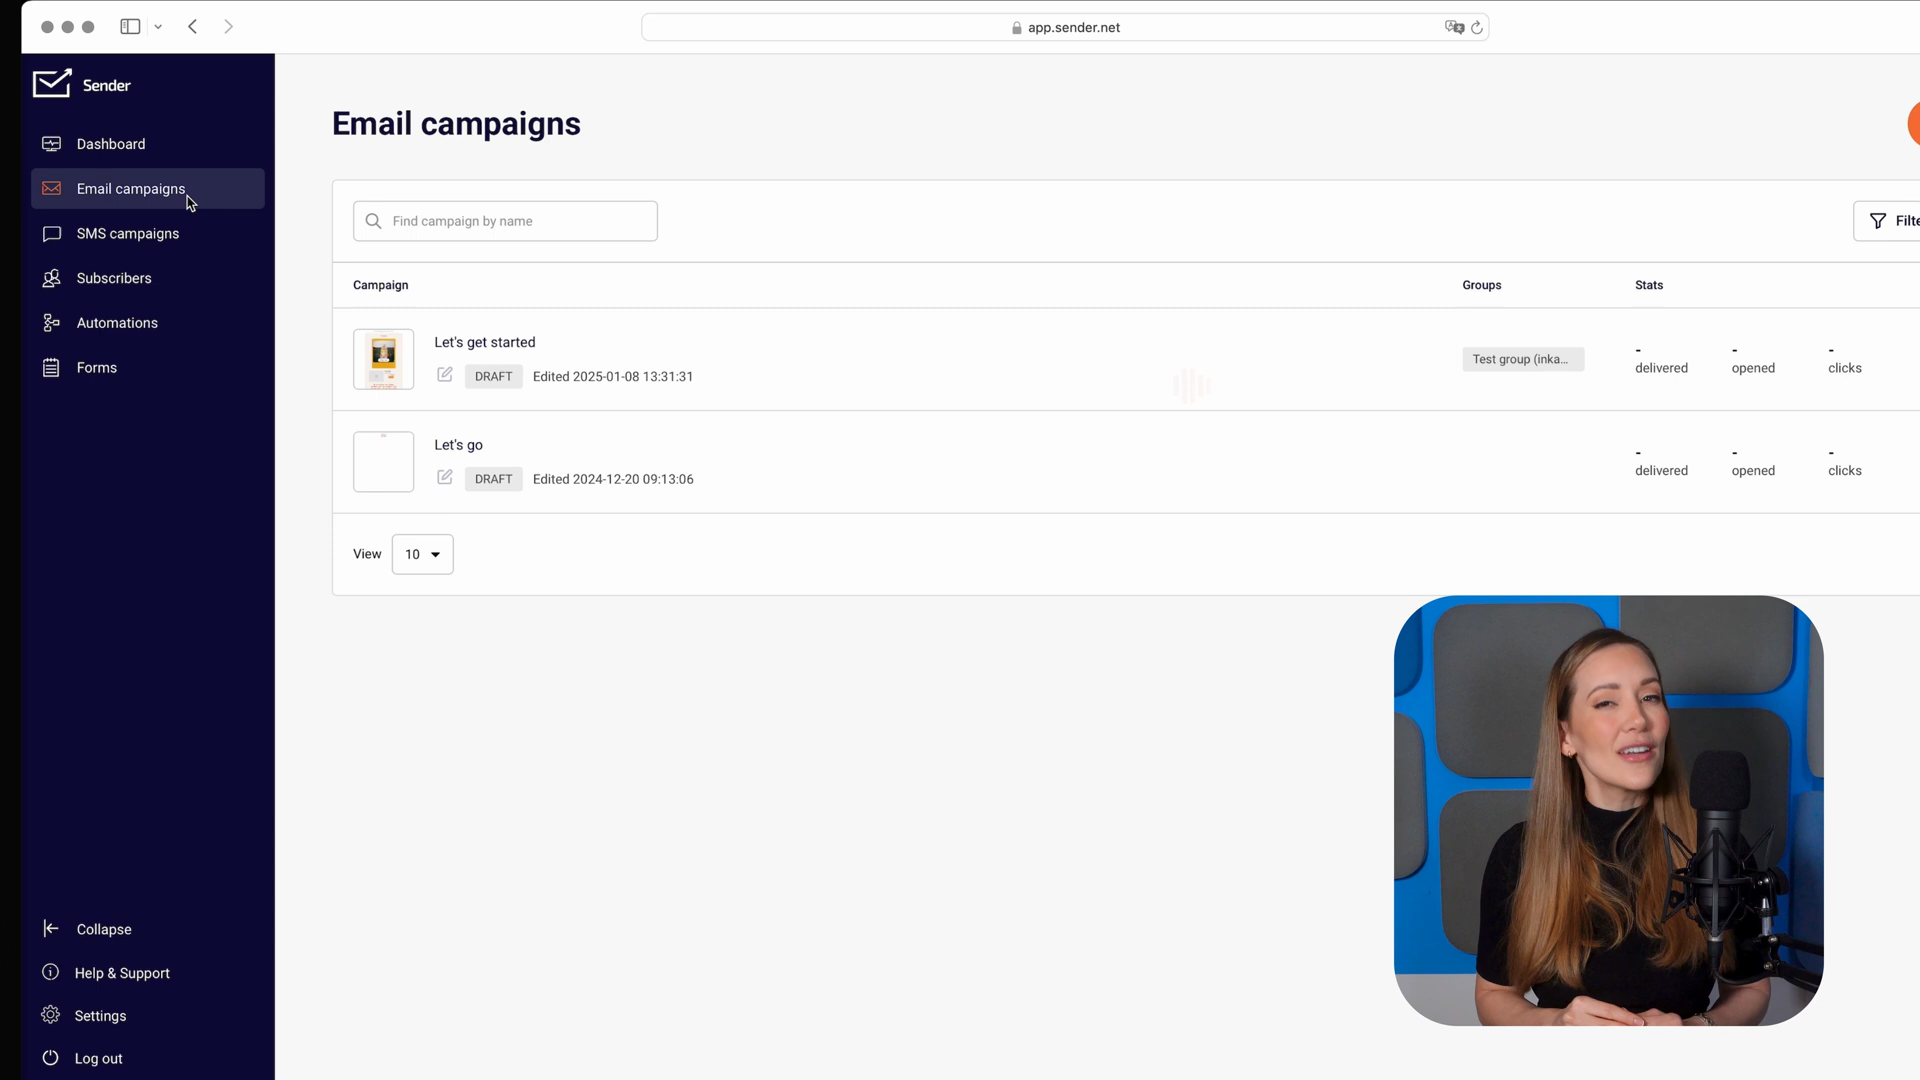 app.sender.net
Sender
Dashboard
Email campaigns
SMS campaigns
Subscribers
Automations
Forms
Collapse
Help & Support
Settings
Log out
Email campaigns
Find campaign by name
Filte
Campaign Groups Stats
Let's get started
DRAFT Edited 2025-01-08 13:31:31
Test group (inka...
- - -
delivered opened clicks
Let's go
DRAFT Edited 2024-12-20 09:13:06
- - -
delivered opened clicks
View 10